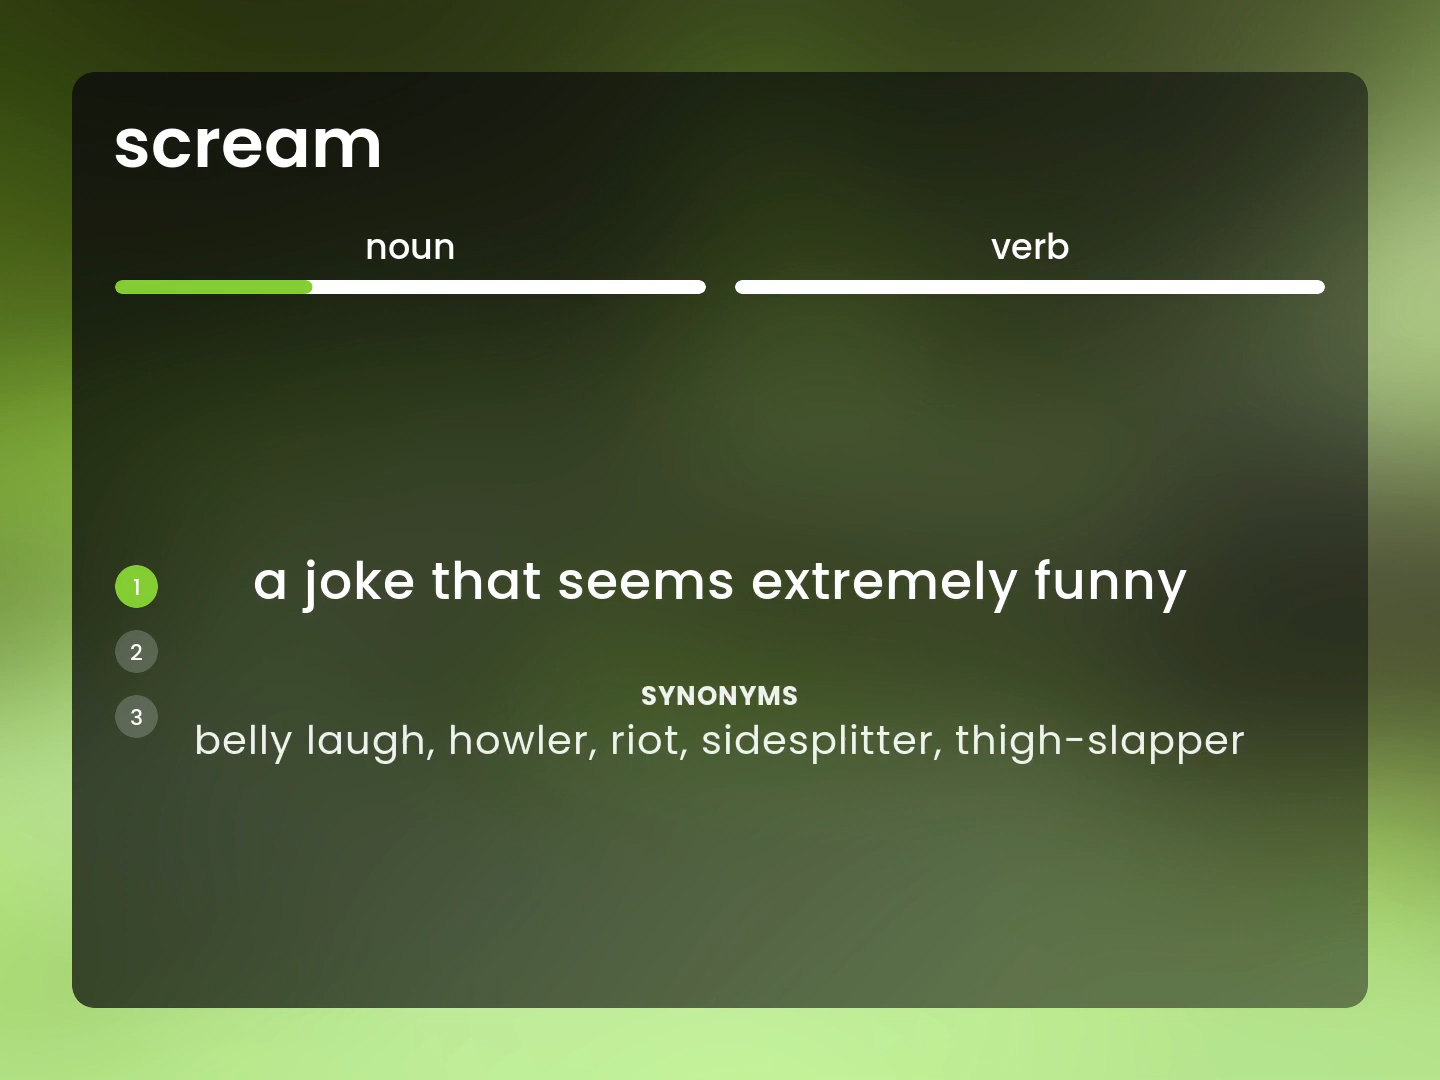 scream
noun
verb
1
a joke that seems extremely funny
2
SYNONYMS
3
belly laugh, howler, riot, sidesplitter, thigh-slapper